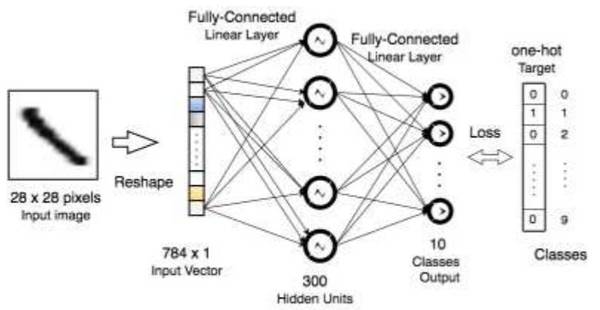 Fully-Connected
Linear Layer
Fully-Connected
Linear Layer
one-hot
Target
0 0
1 1
0 2
Loss
Reshape
28 x 28 pixels
Input image
0 9
784 x 1
Input Vector
10
Classes
Output
Classes
300
Hidden Units